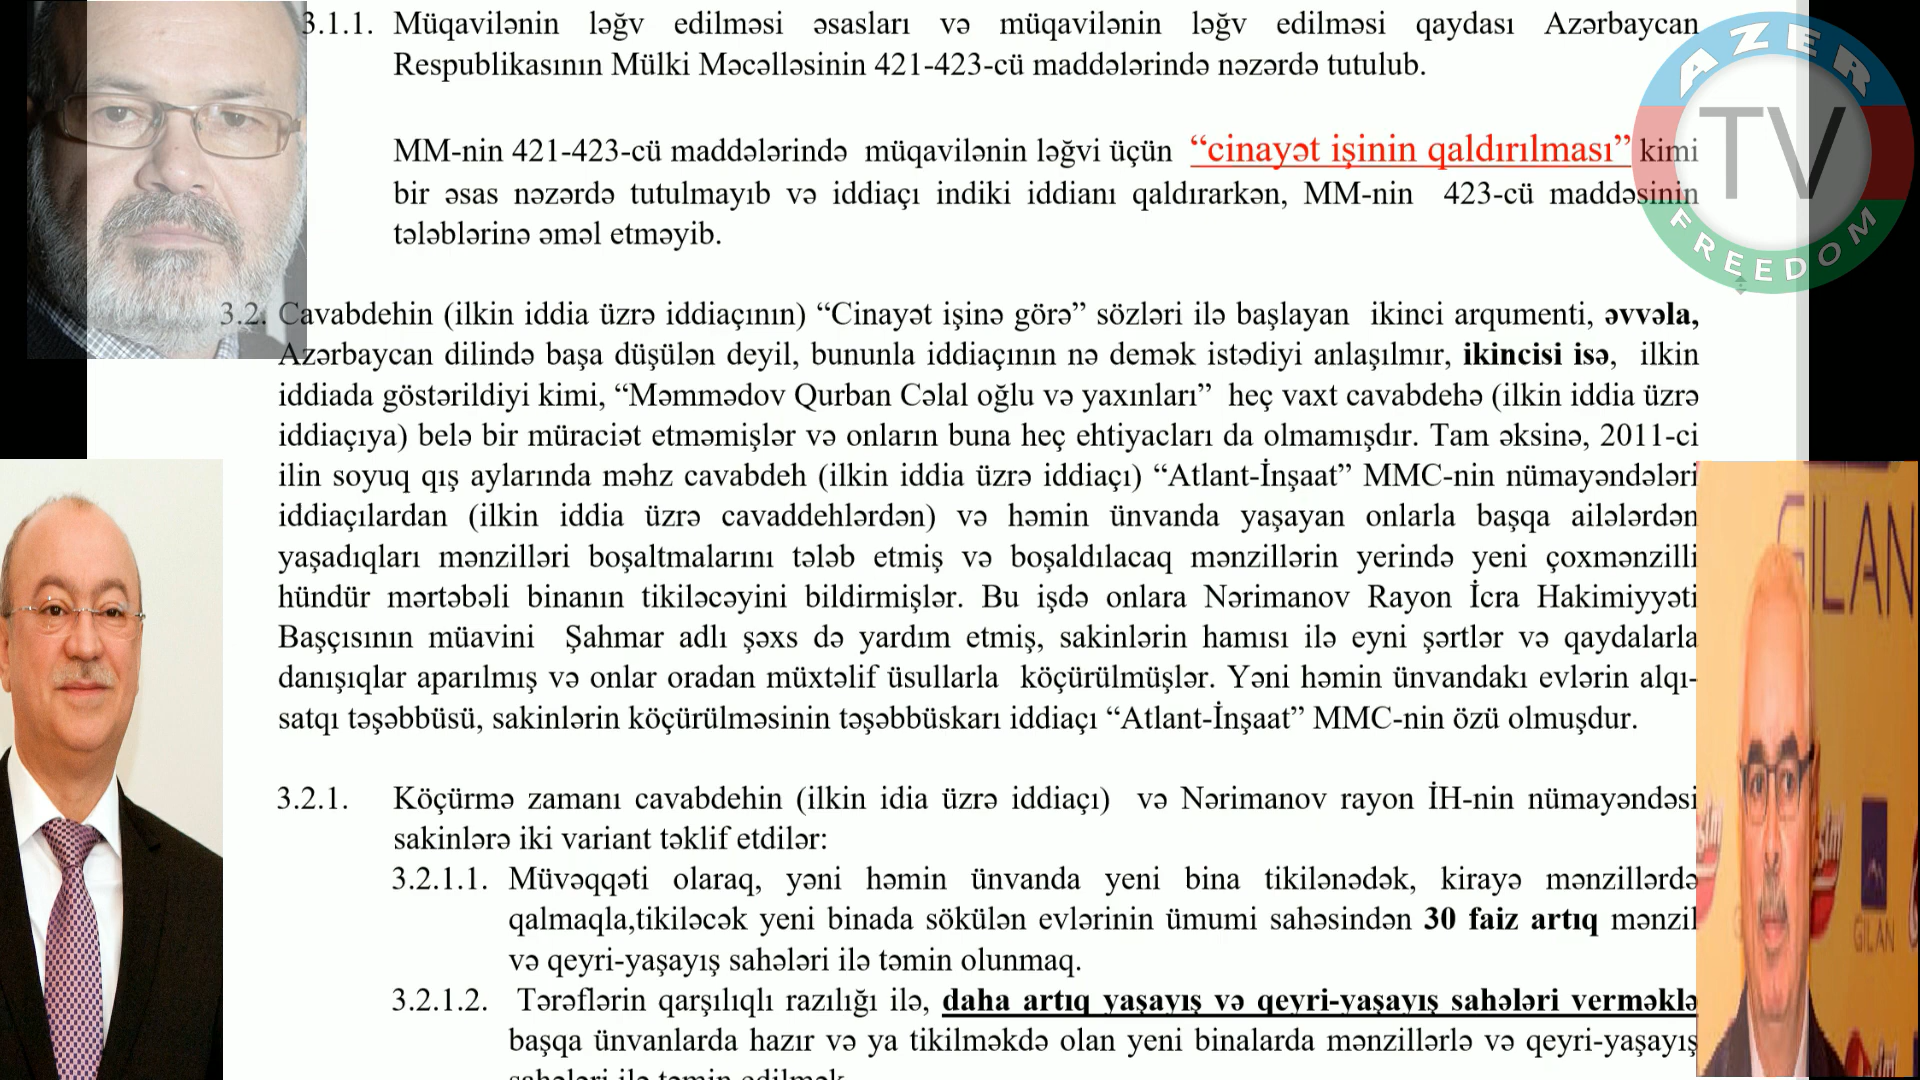 3.1.1. Müqavilənin ləğv edilməsi əsasları və müqavilənin ləğv edilməsi qaydası Azərbaycan
Respublikasının Mülki Məcəlləsinin 421-423-cü maddələrində nəzərdə tutulub.
MM-nin 421-423-cü maddələrində müqavilənin ləğvi üçün “cinayət işinin qaldırılması” kimi
bir əsas nəzərdə tutulmayıb və iddiaçı indiki iddianı qaldırarkən, MM-nin 423-cü maddəsinin
tələblərinə əməl etməyib.
3.2. Cavabdehin (ilkin iddia üzrə iddiaçının) “Cinayət işinə görə” sözləri ilə başlayan ikinci arqumenti, əvvəla,
Azərbaycan dilində başa düşülən deyil, bununla iddiaçının nə demək istədiyi anlaşılmır, ikincisi isə, ilkin
iddiada göstərildiyi kimi, “Məmmədov Qurban Cəlal oğlu və yaxınları” heç vaxt cavabdehə (ilkin iddia üzrə
iddiaçıya) belə bir müraciət etməmişlər və onların buna heç ehtiyacları da olmamışdır. Tam əksinə, 2011-ci
ilin soyuq qış aylarında məhz cavabdeh (ilkin iddia üzrə iddiaçı) “Atlant-İnşaat” MMC-nin nümayəndələri
iddiaçılardan (ilkin iddia üzrə cavaddehlərdən) və həmin ünvanda yaşayan onlarla başqa ailələrdən
yaşadıqları mənzilləri boşaltmalarını tələb etmiş və boşaldılacaq mənzillərin yerində yeni çoxmənzilli
hündür mərtəbəli binanın tikiləcəyini bildirmişlər. Bu işdə onlara Nərimanov Rayon İcra Hakimiyyəti
Başçısının müavini Şahmar adlı şəxs də yardım etmiş, sakinlərin hamısı ilə eyni şərtlər və qaydalarla
danışıqlar aparılmış və onlar oradan müxtəlif üsullarla köçürülmüşlər. Yəni həmin ünvandakı evlərin alqı-
satqı təşəbbüsü, sakinlərin köçürülməsinin təşəbbüskarı iddiaçı “Atlant-İnşaat” MMC-nin özü olmuşdur.
3.2.1. Köçürmə zamanı cavabdehin (ilkin idia üzrə iddiaçı) və Nərimanov rayon İH-nin nümayəndəsi
sakinlərə iki variant təklif etdilər:
3.2.1.1. Müvəqqəti olaraq, yəni həmin ünvanda yeni bina tikilənədək, kirayə mənzillərdə
qalmaqla,tikiləcək yeni binada sökülən evlərinin ümumi sahəsindən 30 faiz artıq mənzil
və qeyri-yaşayış sahələri ilə təmin olunmaq.
3.2.1.2. Tərəflərin qarşılıqlı razılığı ilə, daha artıq yaşayış və qeyri-yaşayış sahələri verməklə
başqa ünvanlarda hazır və ya tikilməkdə olan yeni binalarda mənzillərlə və qeyri-yaşayış
sahələri ilə təmin edilmək
AZER
TV
FREEDOM
GILAN
GILAN